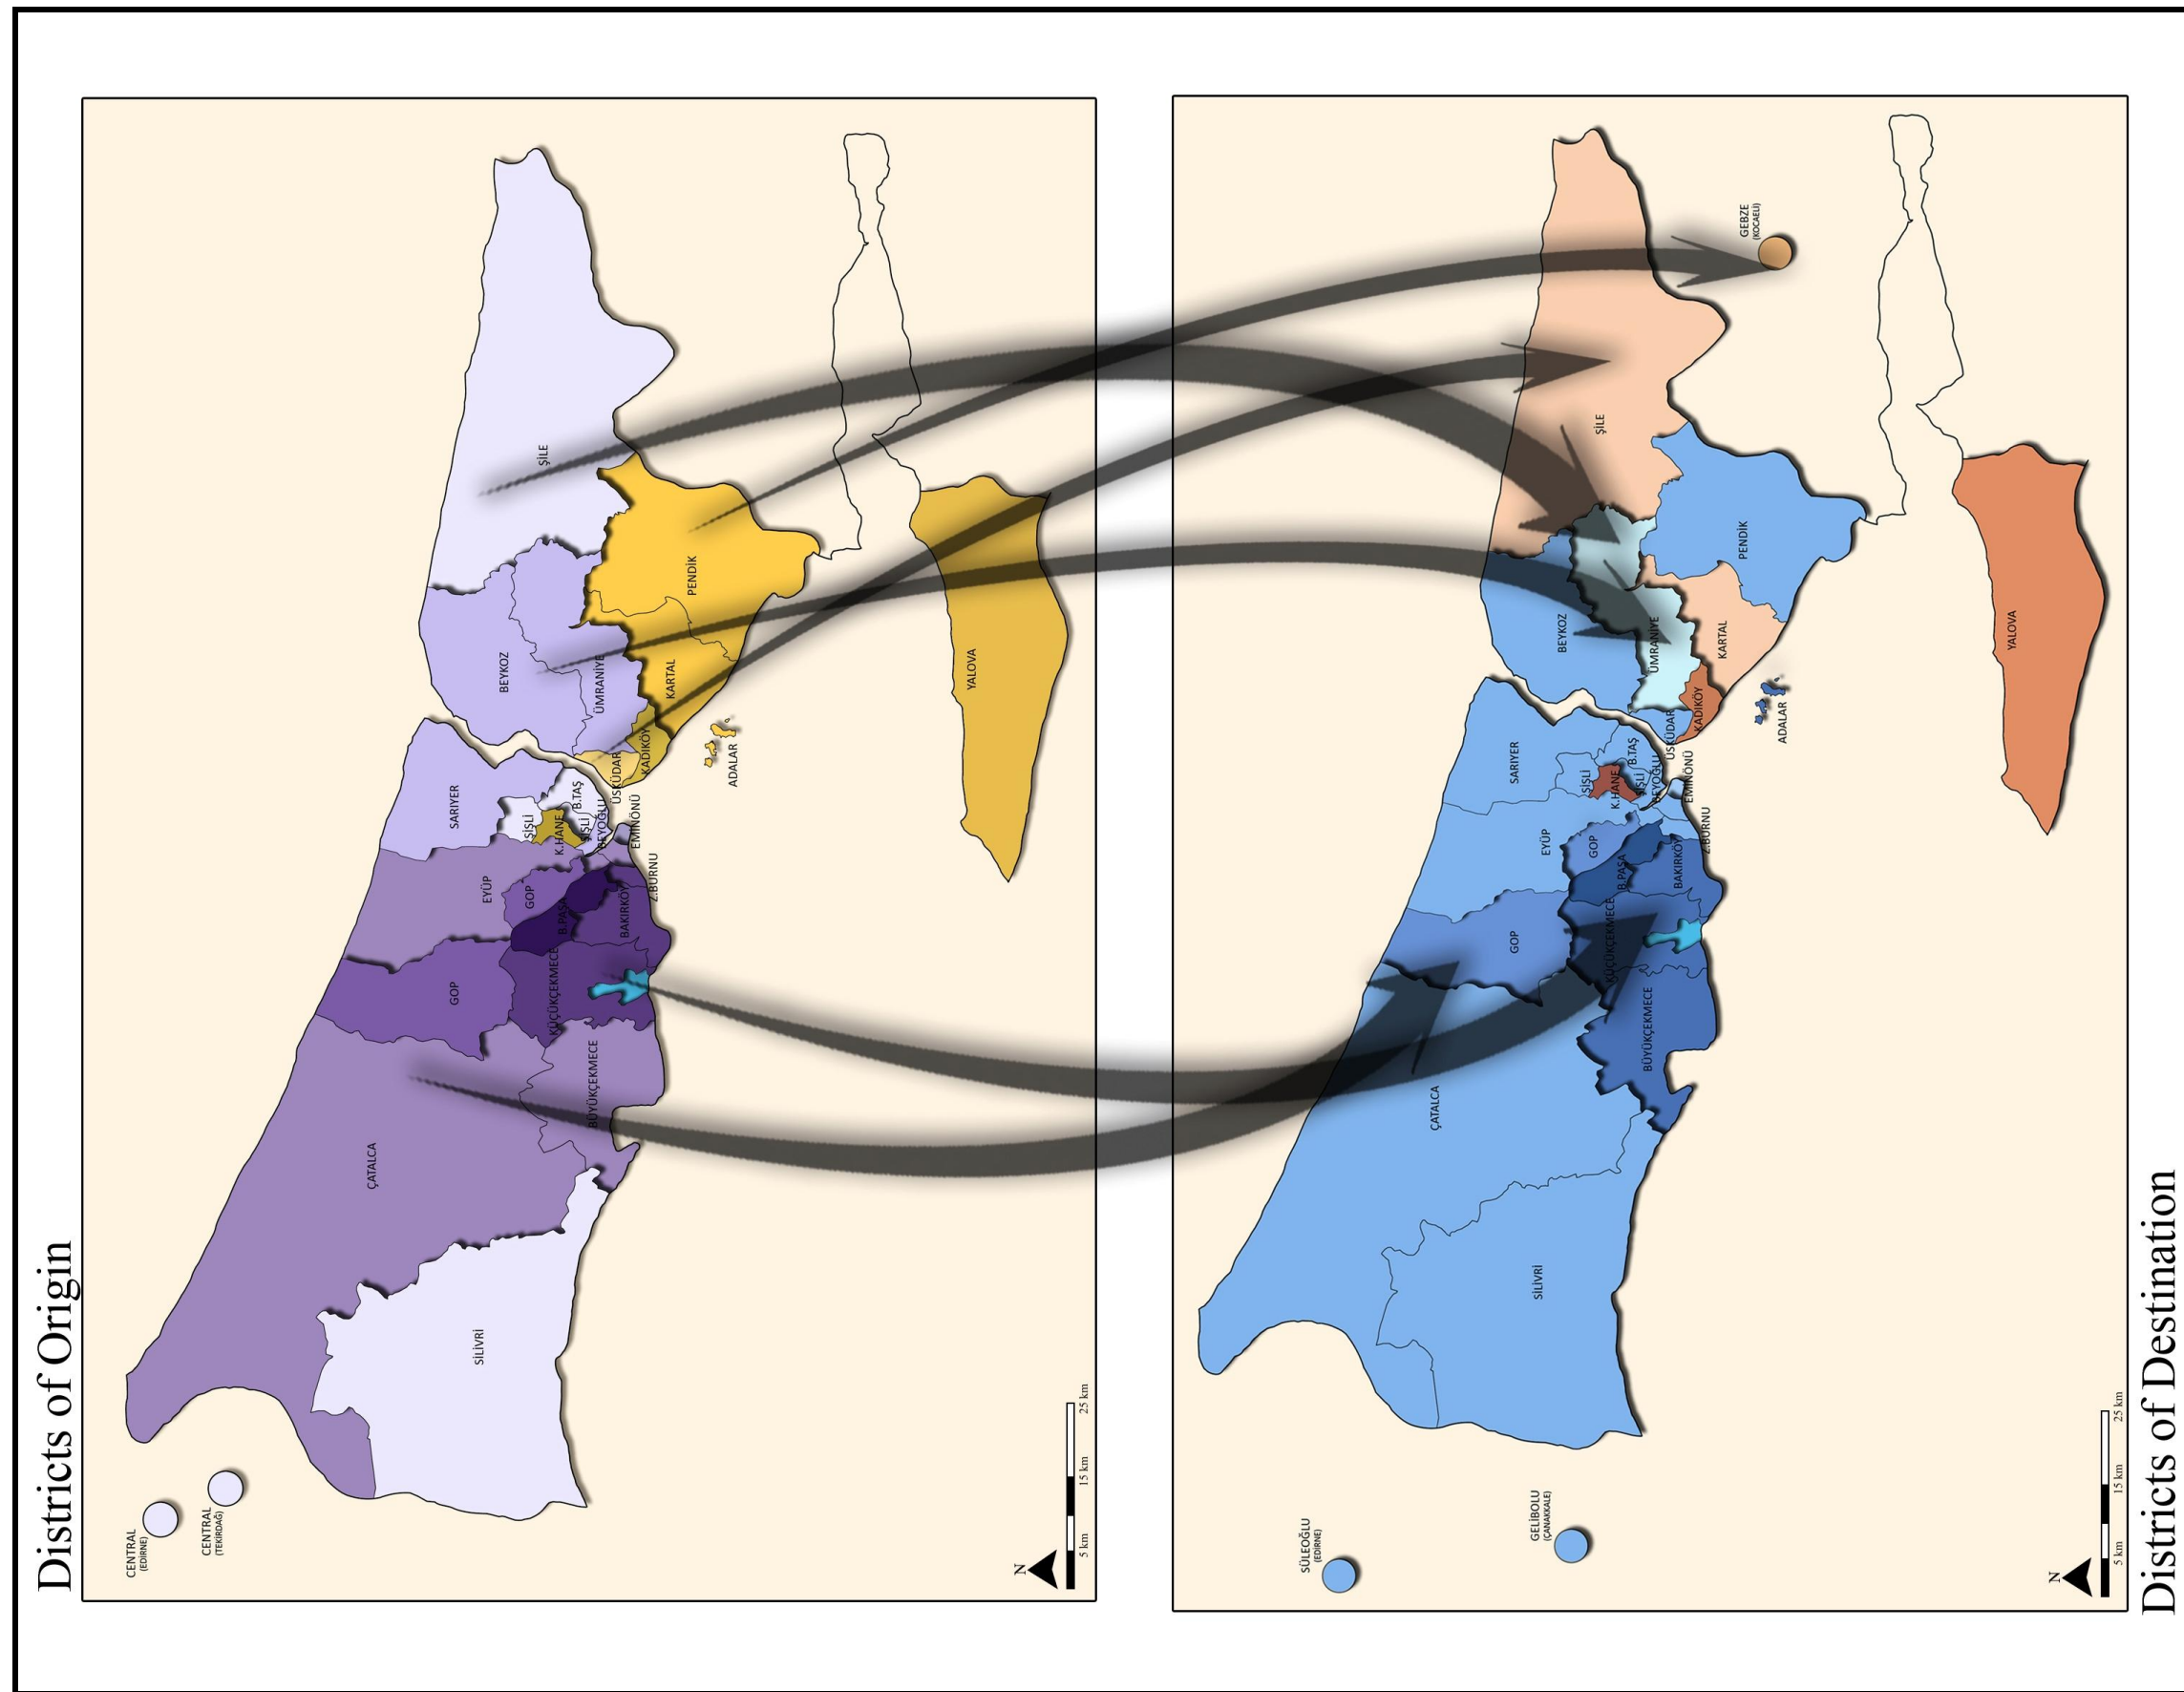 Districts of Origin
CENTRAL
(EDİRNE)
CENTRAL
(TEKİRDAĞ)
SİLİVRİ
ÇATALCA
BÜYÜKÇEKMECE
GOP
KÜÇÜKÇEKMECE
EYÜP
GOP
B.PAŞA
BAKIRKÖY
Z.BURNU
SARIYER
ŞİŞLİ
K.HANE
ŞİŞLİ
B.TAŞ
BEYOĞLU
EMİNÖNÜ
ÜSKÜDAR
KADIKÖY
BEYKOZ
ÜMRANİYE
KARTAL
PENDİK
ŞİLE
ADALAR
YALOVA
N
5 km
15 km
25 km
SÜLEOĞLU
(EDİRNE)
GELİBOLU
(ÇANAKKALE)
SİLİVRİ
ÇATALCA
BÜYÜKÇEKMECE
GOP
KÜÇÜKÇEKMECE
EYÜP
GOP
B.PAŞA
BAKIRKÖY
Z.BURNU
SARIYER
ŞİŞLİ
K.HANE
ŞİŞLİ
B.TAŞ
BEYOĞLU
EMİNÖNÜ
ÜSKÜDAR
KADIKÖY
BEYKOZ
ÜMRANİYE
KARTAL
PENDİK
ŞİLE
ADALAR
YALOVA
GEBZE
(KOCAELİ)
N
5 km
15 km
25 km
Districts of Destination